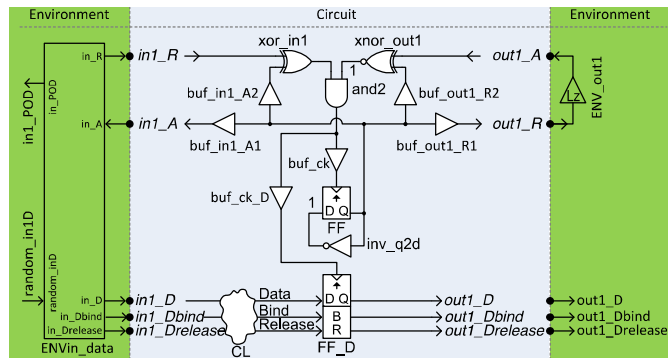 Environment Circuit Environment
in_R in1_R xor_in1 xnor_out1 out1_A
1
in1_POD in_POD buf_in1_A2 and2 buf_out1_R2 Lz ENV_out1
in_A in1_A out1_R
buf_in1_A1 buf_ck buf_out1_R1
buf_ck_D
1 D Q
FF
random_in1D random_inD inv_q2d
in_D in1_D Data D Q out1_D out1_D
in_Dbind in1_Dbind Bind B out1_Dbind out1_Dbind
in_Drelease in1_Drelease Release R out1_Drelease out1_Drelease
ENVin_data CL FF_D